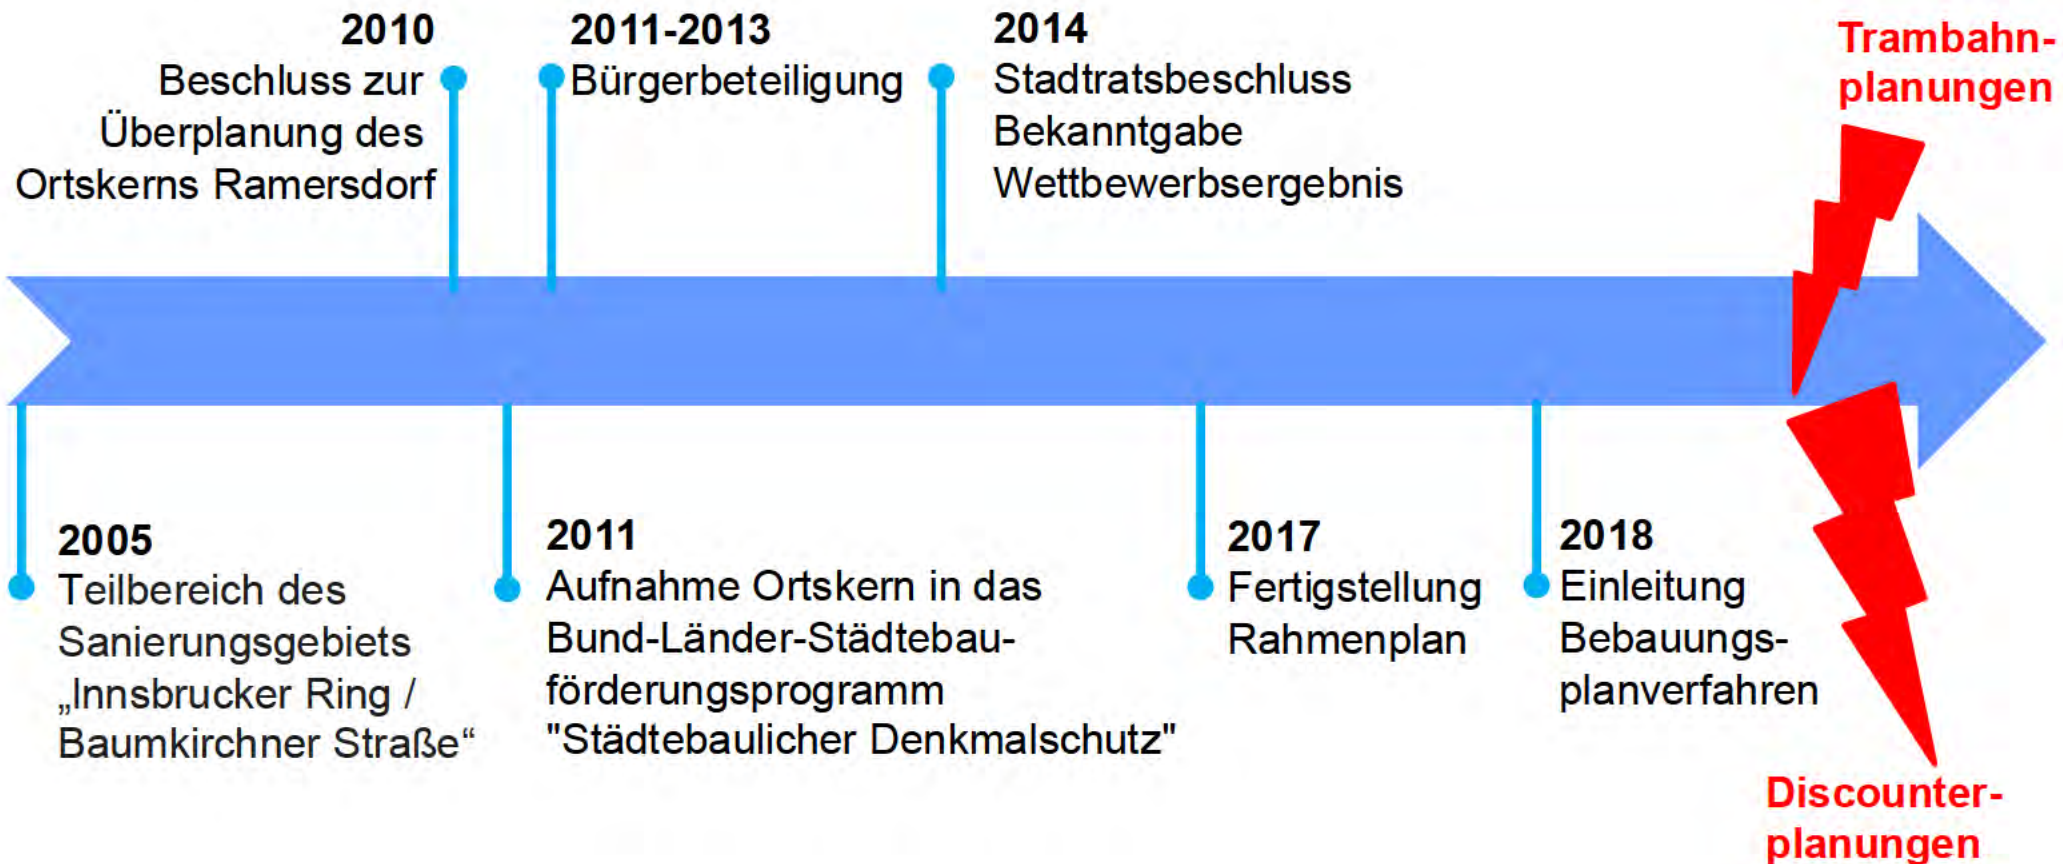 2010
Beschluss zur
Überplanung des
Ortskerns Ramersdorf
2011-2013
Bürgerbeteiligung
2014
Stadtratsbeschluss
Bekanntgabe
Wettbewerbsergebnis
Trambahn-
planungen
2005
Teilbereich des
Sanierungsgebiets
„Innsbrucker Ring /
Baumkirchner Straße“
2011
Aufnahme Ortskern in das
Bund-Länder-Städtebau-
förderungsprogramm
"Städtebaulicher Denkmalschutz"
2017
Fertigstellung
Rahmenplan
2018
Einleitung
Bebauungs-
planverfahren
Discounter-
planungen